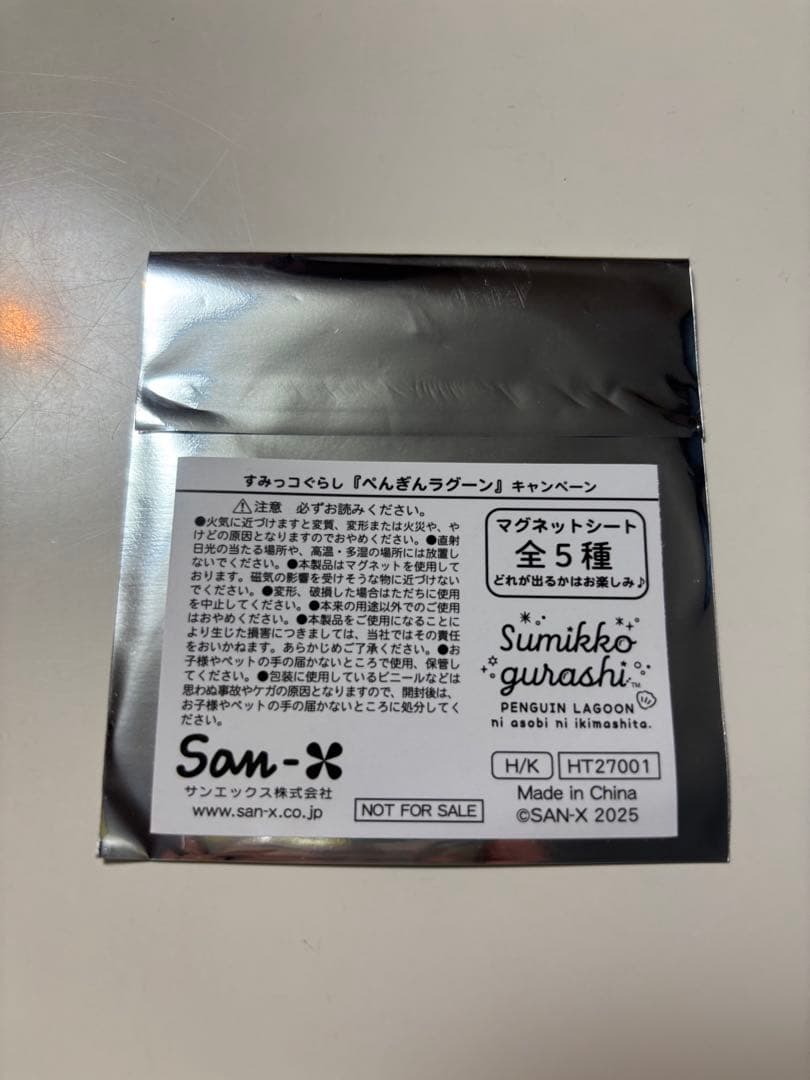 すみっコぐらし『ぺんぎんラグーン』キャンペーン
⚠注意 必ずお読みください。
●火気に近づけますと変質、変形または火災や、や
けどの原因となりますのでおやめください。●直射
日光の当たる場所や、高温・多湿の場所には放置し
ないでください。●本製品はマグネットを使用して
おります。磁気の影響を受けそうな物に近づけない
でください。●変形、破損した場合はただちに使用
を中止してください。●本来の用途以外でのご使用
はおやめください。●本製品をご使用になることに
より生じた損害につきましては、当社ではその責任
をおいかねます。あらかじめご了承ください。●お
子様やペットの手の届かないところで使用、保管し
てください。●包装に使用しているビニールなどは
思わぬ事故やケガの原因となりますので、開封後は、
お子様やペットの手の届かないところに処分してく
ださい。
マグネットシート
全5種
どれが出るかはお楽しみ♪
Sumikko
gurashi™
PENGUIN LAGOON
ni asobi ni ikimashita.
San-X
サンエックス株式会社
www.san-x.co.jp
NOT FOR SALE
H/K HT27001
Made in China
©SAN-X 2025